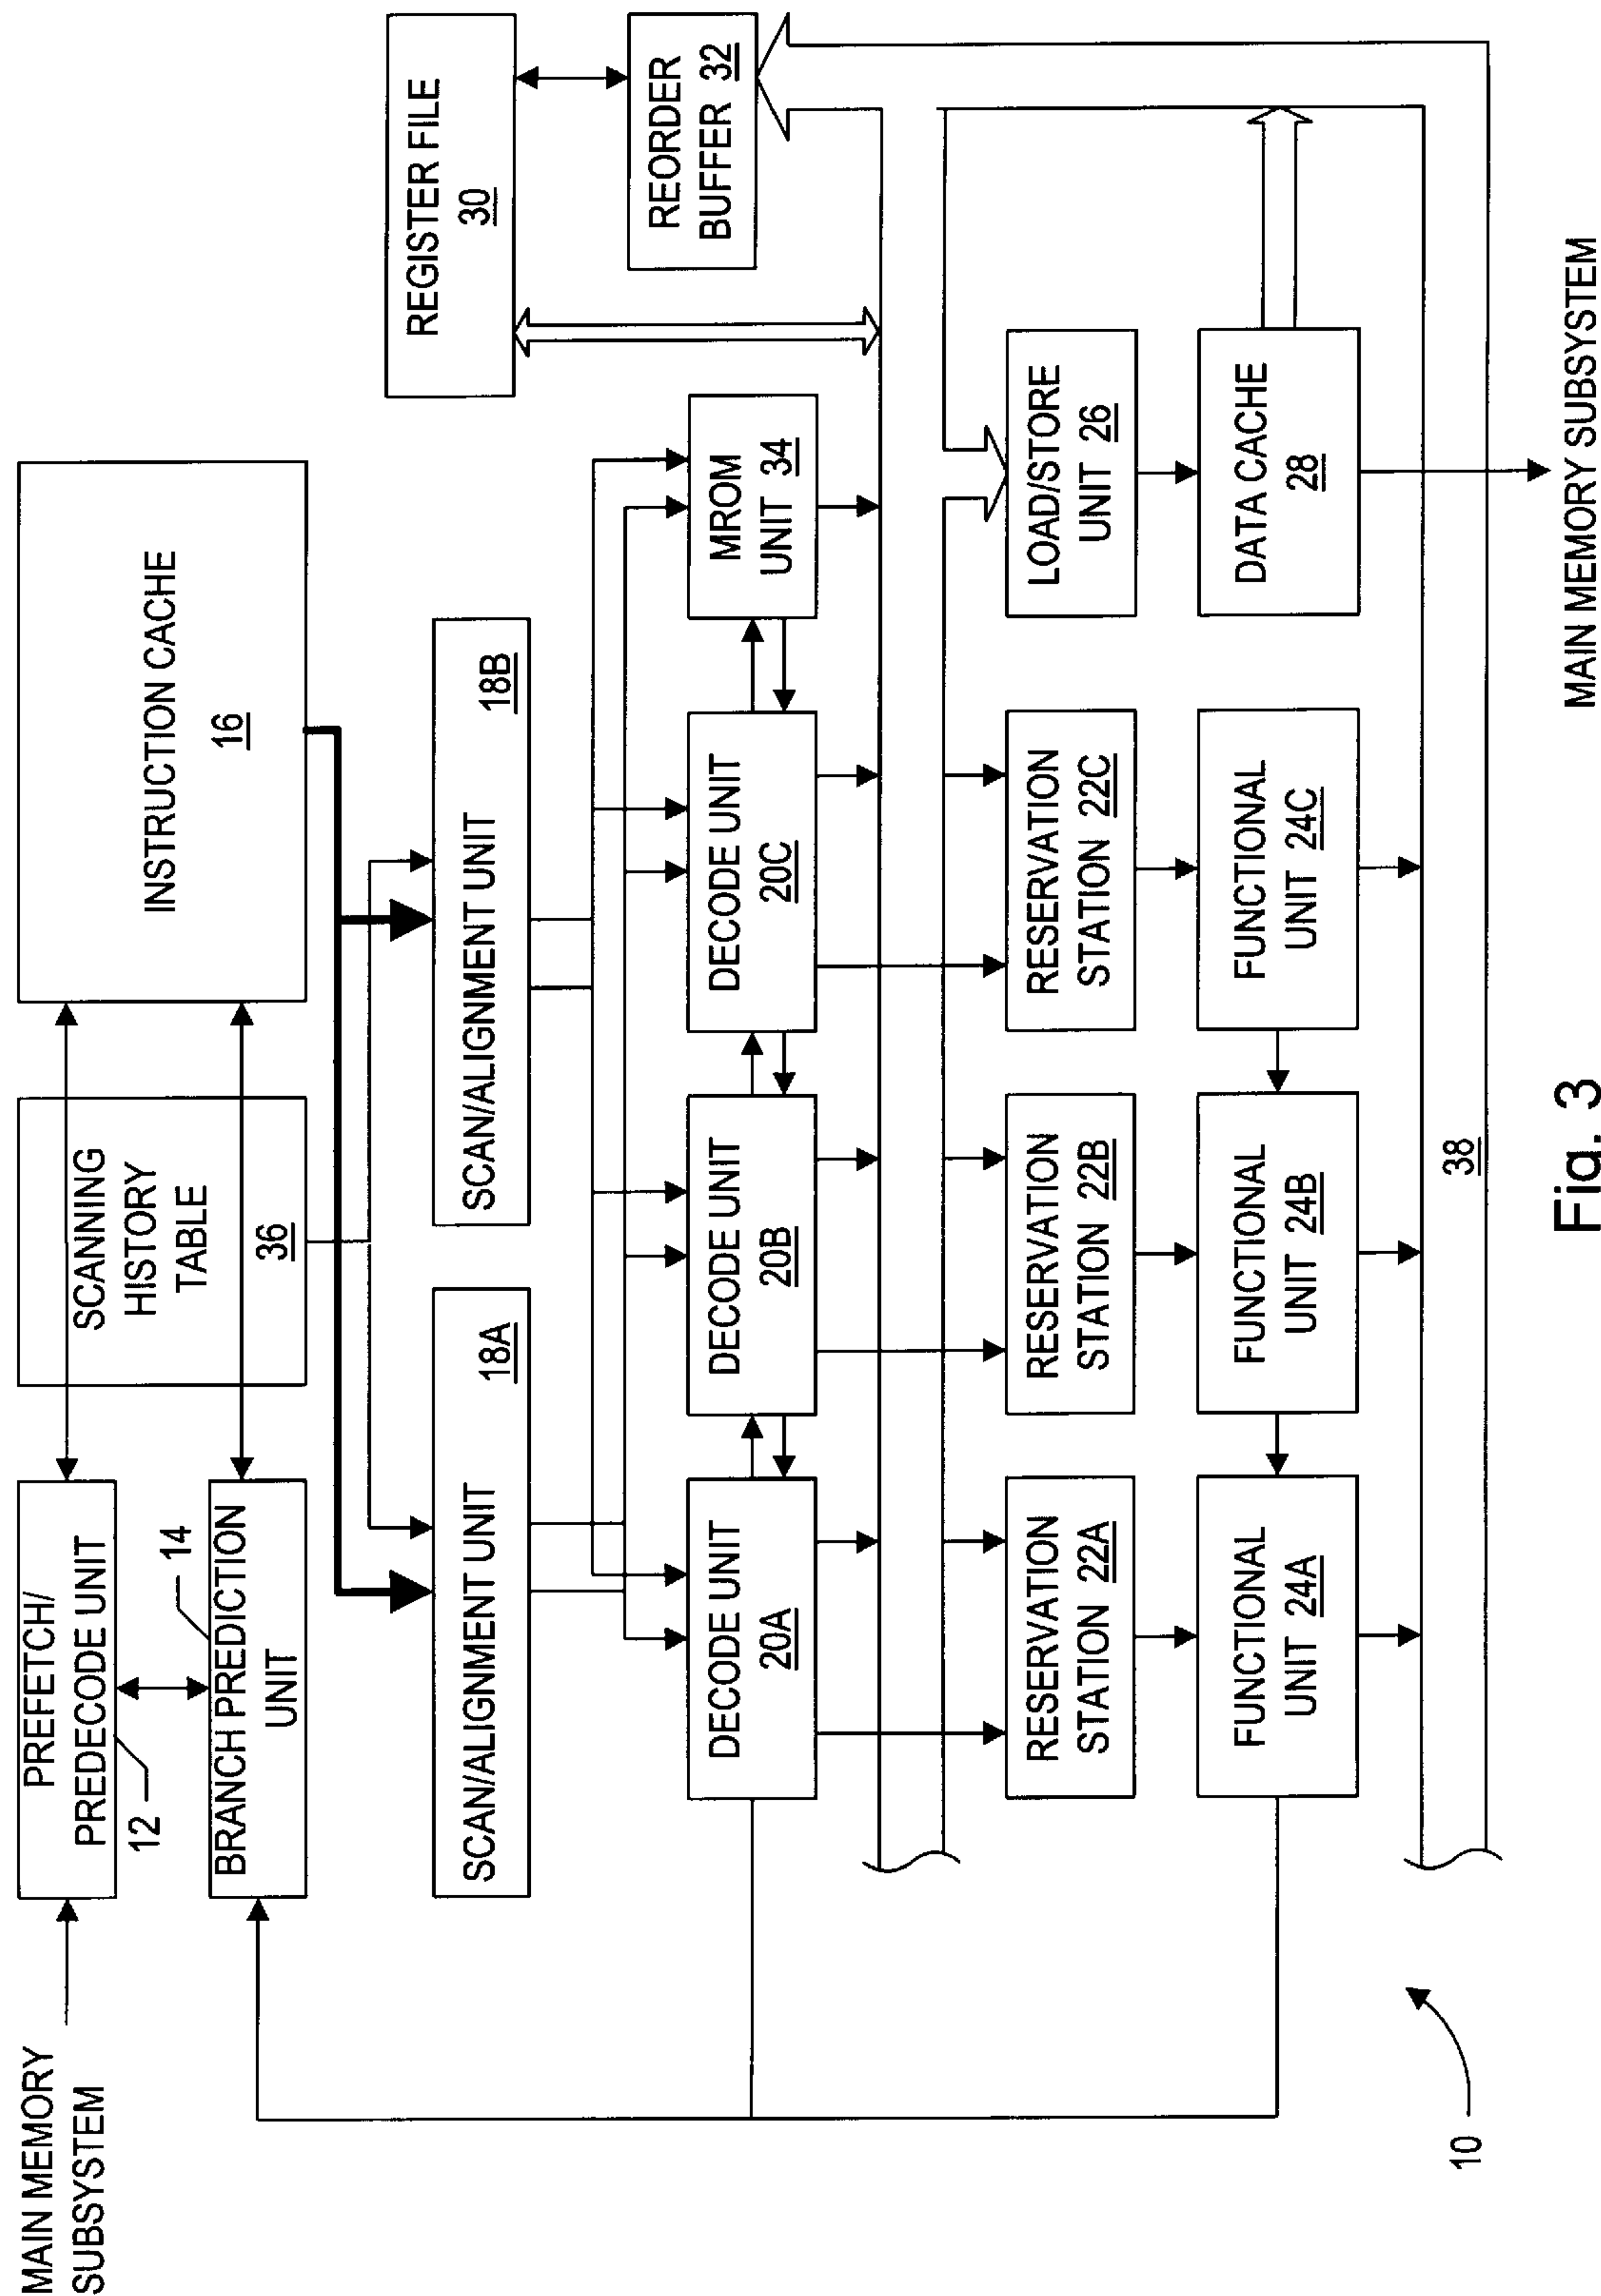 MAIN MEMORY
SUBSYSTEM
PREFETCH/
PREDECODE UNIT
12
14
BRANCH PREDICTION
UNIT
SCANNING
HISTORY
TABLE
36
INSTRUCTION CACHE
16
REGISTER FILE
30
SCAN/ALIGNMENT UNIT
18A
SCAN/ALIGNMENT UNIT
18B
REORDER
BUFFER 32
DECODE UNIT
20A
DECODE UNIT
20B
DECODE UNIT
20C
MROM
UNIT 34
RESERVATION
STATION 22A
RESERVATION
STATION 22B
RESERVATION
STATION 22C
LOAD/STORE
UNIT 26
FUNCTIONAL
UNIT 24A
FUNCTIONAL
UNIT 24B
FUNCTIONAL
UNIT 24C
DATA CACHE
28
38
10
MAIN MEMORY SUBSYSTEM
Fig. 3